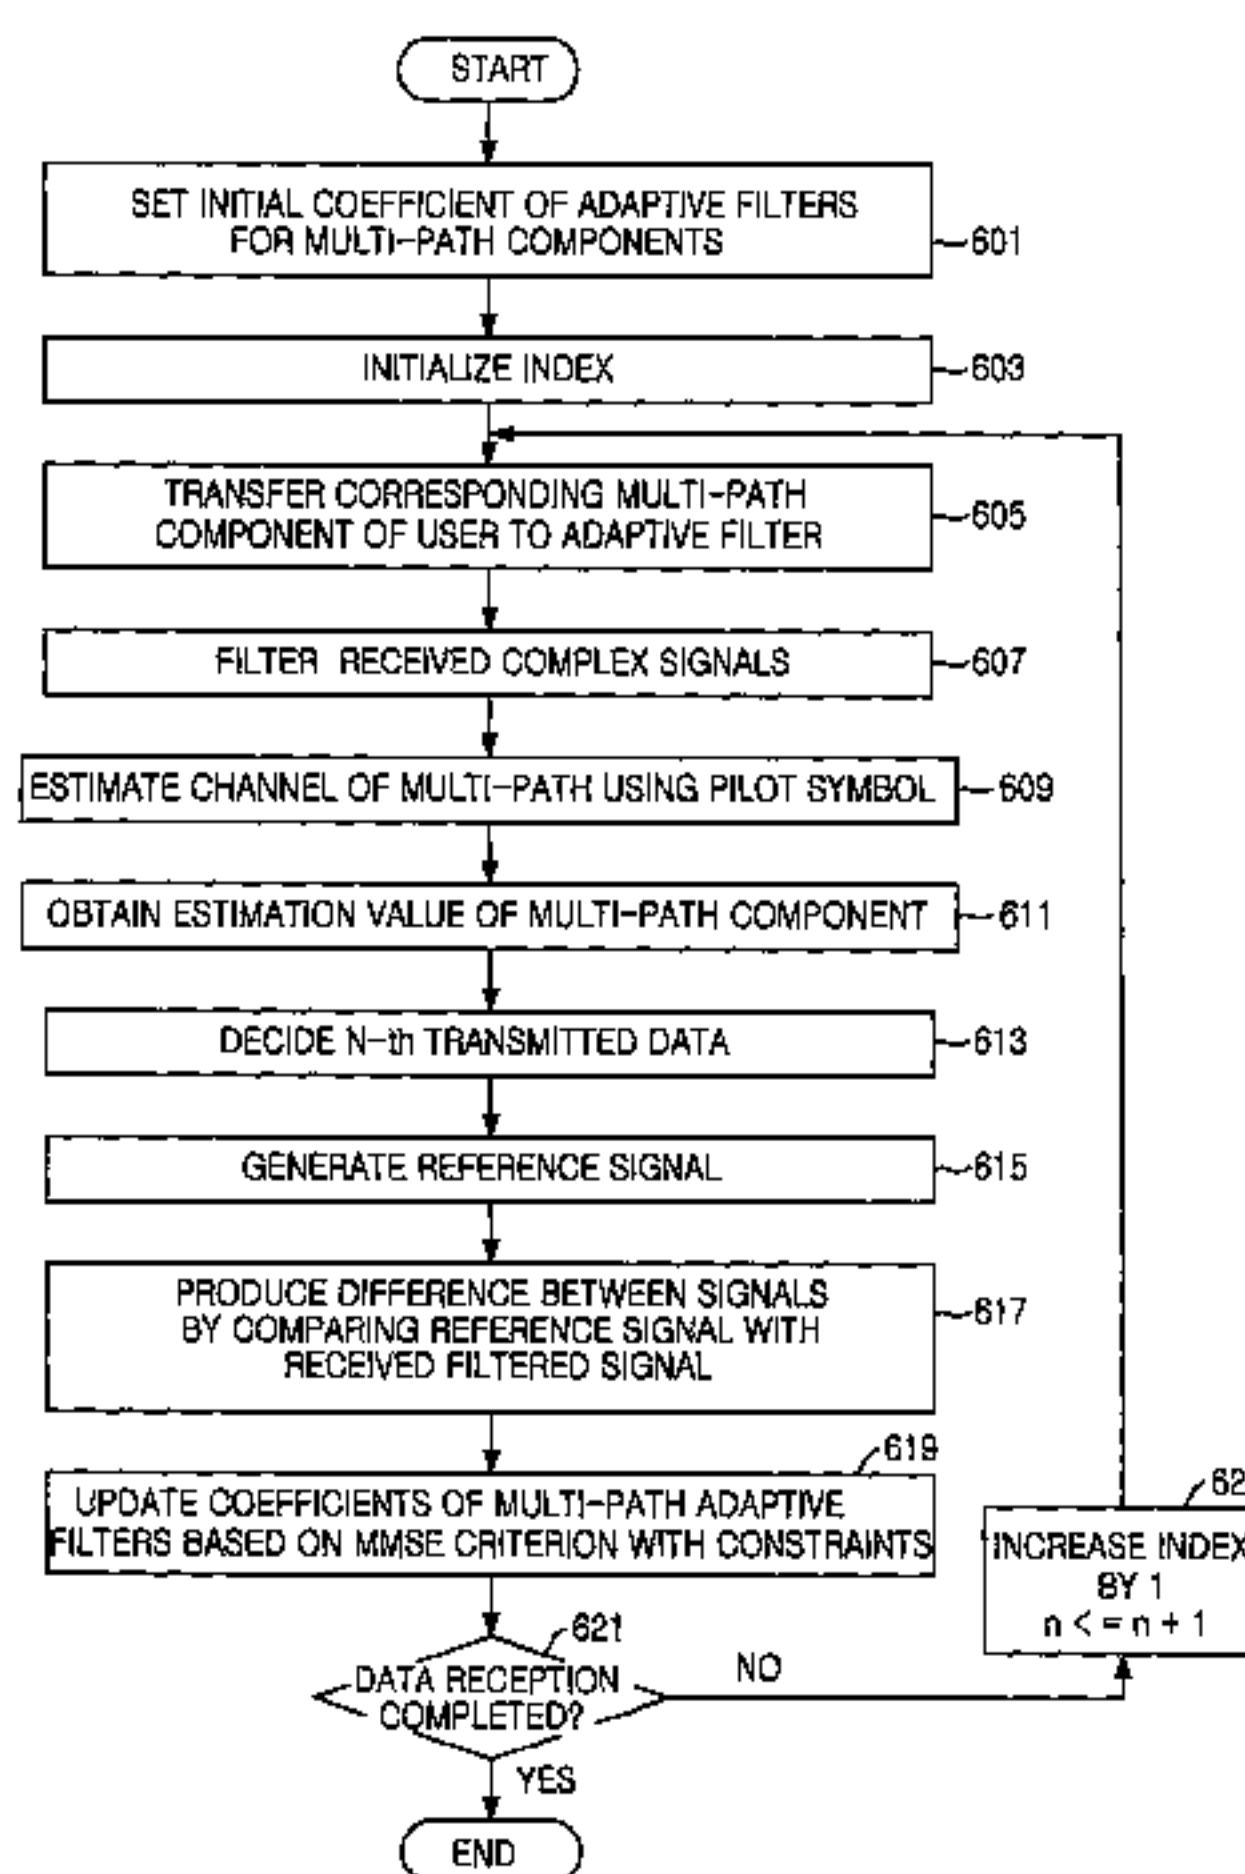 START
SET INITIAL COEFFICIENT OF ADAPTIVE FILTERS
FOR MULTI-PATH COMPONENTS
601
INITIALIZE INDEX
603
TRANSFER CORRESPONDING MULTI-PATH
COMPONENT OF USER TO ADAPTIVE FILTER
605
FILTER RECEIVED COMPLEX SIGNALS
607
ESTIMATE CHANNEL OF MULTI-PATH USING PILOT SYMBOL
609
OBTAIN ESTIMATION VALUE OF MULTI-PATH COMPONENT
611
DECIDE N-th TRANSMITTED DATA
613
GENERATE REFERENCE SIGNAL
615
PRODUCE DIFFERENCE BETWEEN SIGNALS
BY COMPARING REFERENCE SIGNAL WITH
RECEIVED FILTERED SIGNAL
617
619
UPDATE COEFFICIENTS OF MULTI-PATH ADAPTIVE
FILTERS BASED ON MMSE CRITERION WITH CONSTRAINTS
621
DATA RECEPTION
COMPLETED?
NO
YES
INCREASE INDEX
BY 1
n < = n + 1
END